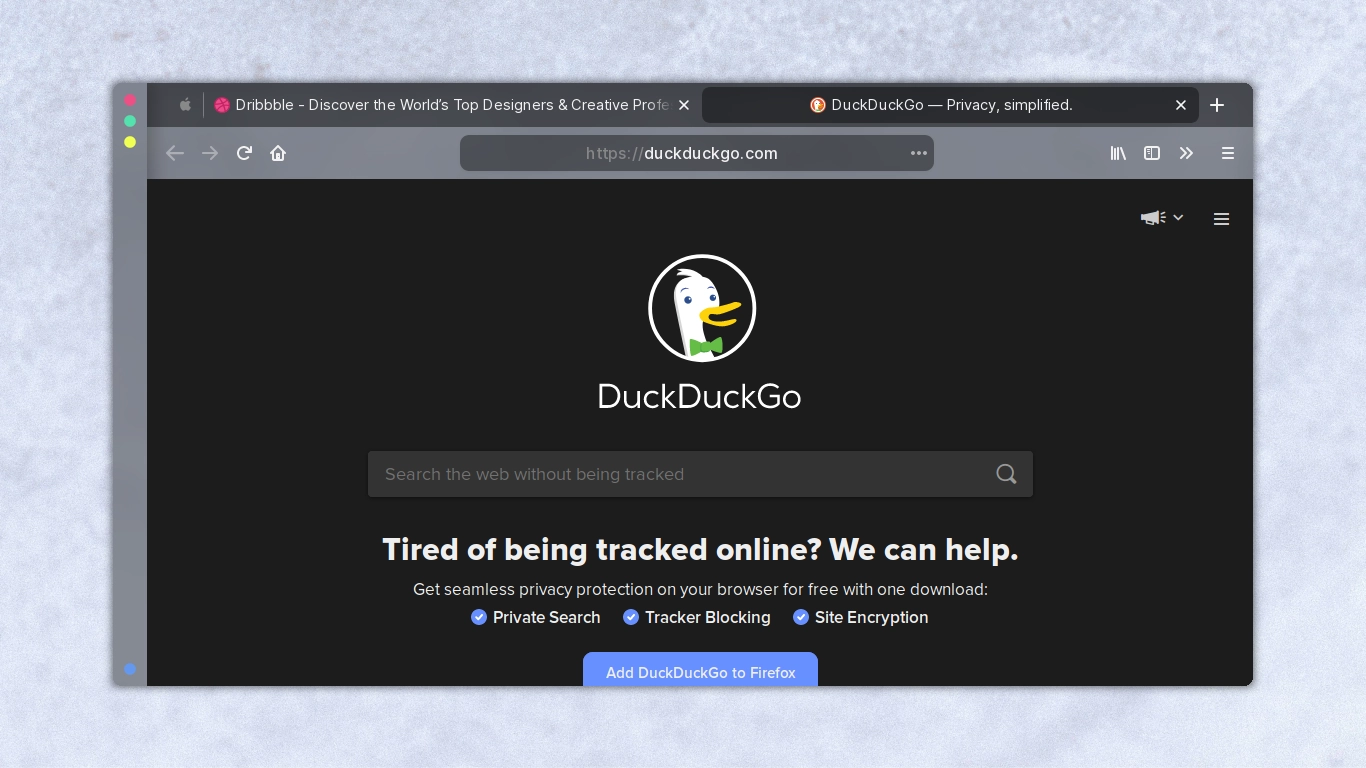 Dribbble - Discover the World’s Top Designers & Creative Profe
DuckDuckGo — Privacy, simplified.
https://duckduckgo.com
DuckDuckGo
Search the web without being tracked
Tired of being tracked online? We can help.
Get seamless privacy protection on your browser for free with one download:
Private Search Tracker Blocking Site Encryption
Add DuckDuckGo to Firefox